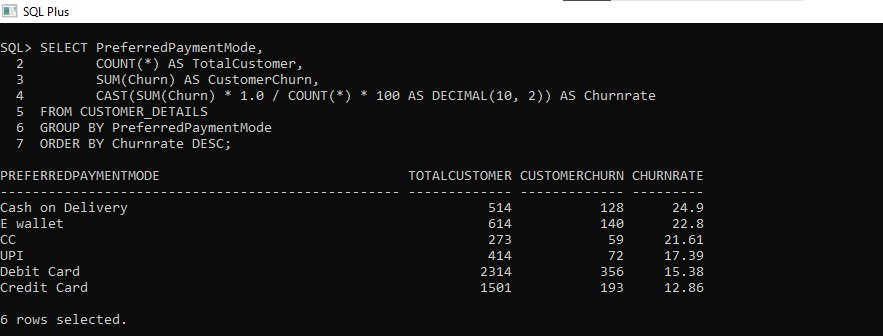 SQL Plus
SQL> SELECT PreferredPaymentMode,
  2         COUNT(*) AS TotalCustomer,
  3         SUM(Churn) AS CustomerChurn,
  4         CAST(SUM(Churn) * 1.0 / COUNT(*) * 100 AS DECIMAL(10, 2)) AS Churnrate
  5  FROM CUSTOMER_DETAILS
  6  GROUP BY PreferredPaymentMode
  7  ORDER BY Churnrate DESC;
PREFERREDPAYMENTMODE                               TOTALCUSTOMER CUSTOMERCHURN CHURNRATE
-------------------------------------------------- ------------- ------------- ---------
Cash on Delivery                                             514           128      24.9
E wallet                                                     614           140      22.8
CC                                                           273            59     21.61
UPI                                                          414            72     17.39
Debit Card                                                  2314           356     15.38
Credit Card                                                 1501           193     12.86
6 rows selected.